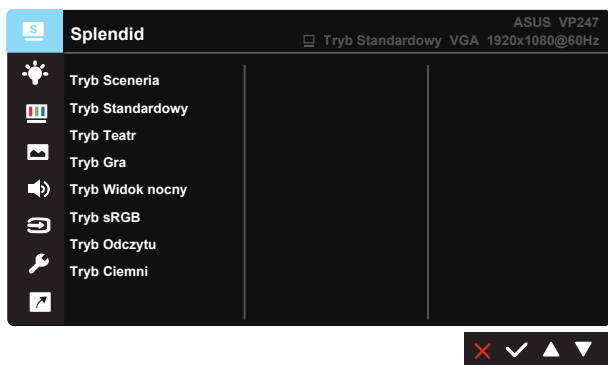 S
Splendid
ASUS VP247
Tryb Standardowy VGA 1920x1080@60Hz
Tryb Sceneria
Tryb Standardowy
Tryb Teatr
Tryb Gra
Tryb Widok nocny
Tryb sRGB
Tryb Odczytu
Tryb Ciemni